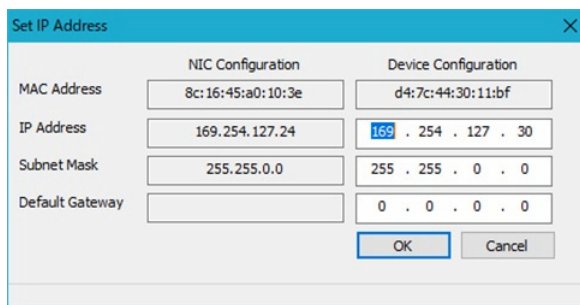 Set IP Address
NIC Configuration Device Configuration
MAC Address 8c:16:45:a0:10:3e d4:7c:44:30:11:bf
IP Address 169.254.127.24 169 . 254 . 127 . 30
Subnet Mask 255.255.0.0 255 . 255 . 0 . 0
Default Gateway 0 . 0 . 0 . 0
OK Cancel